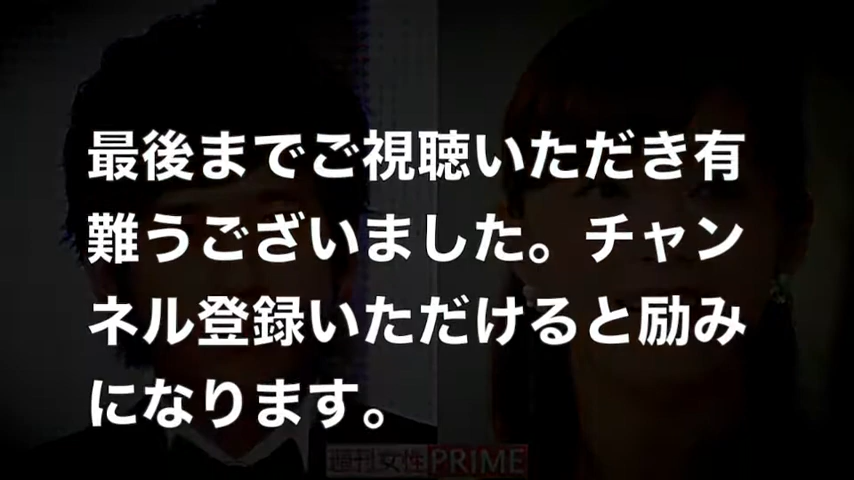 最後までご視聴いただき有
難うございました。チャン
ネル登録いただけると励み
になります。
週刊女性PRIME